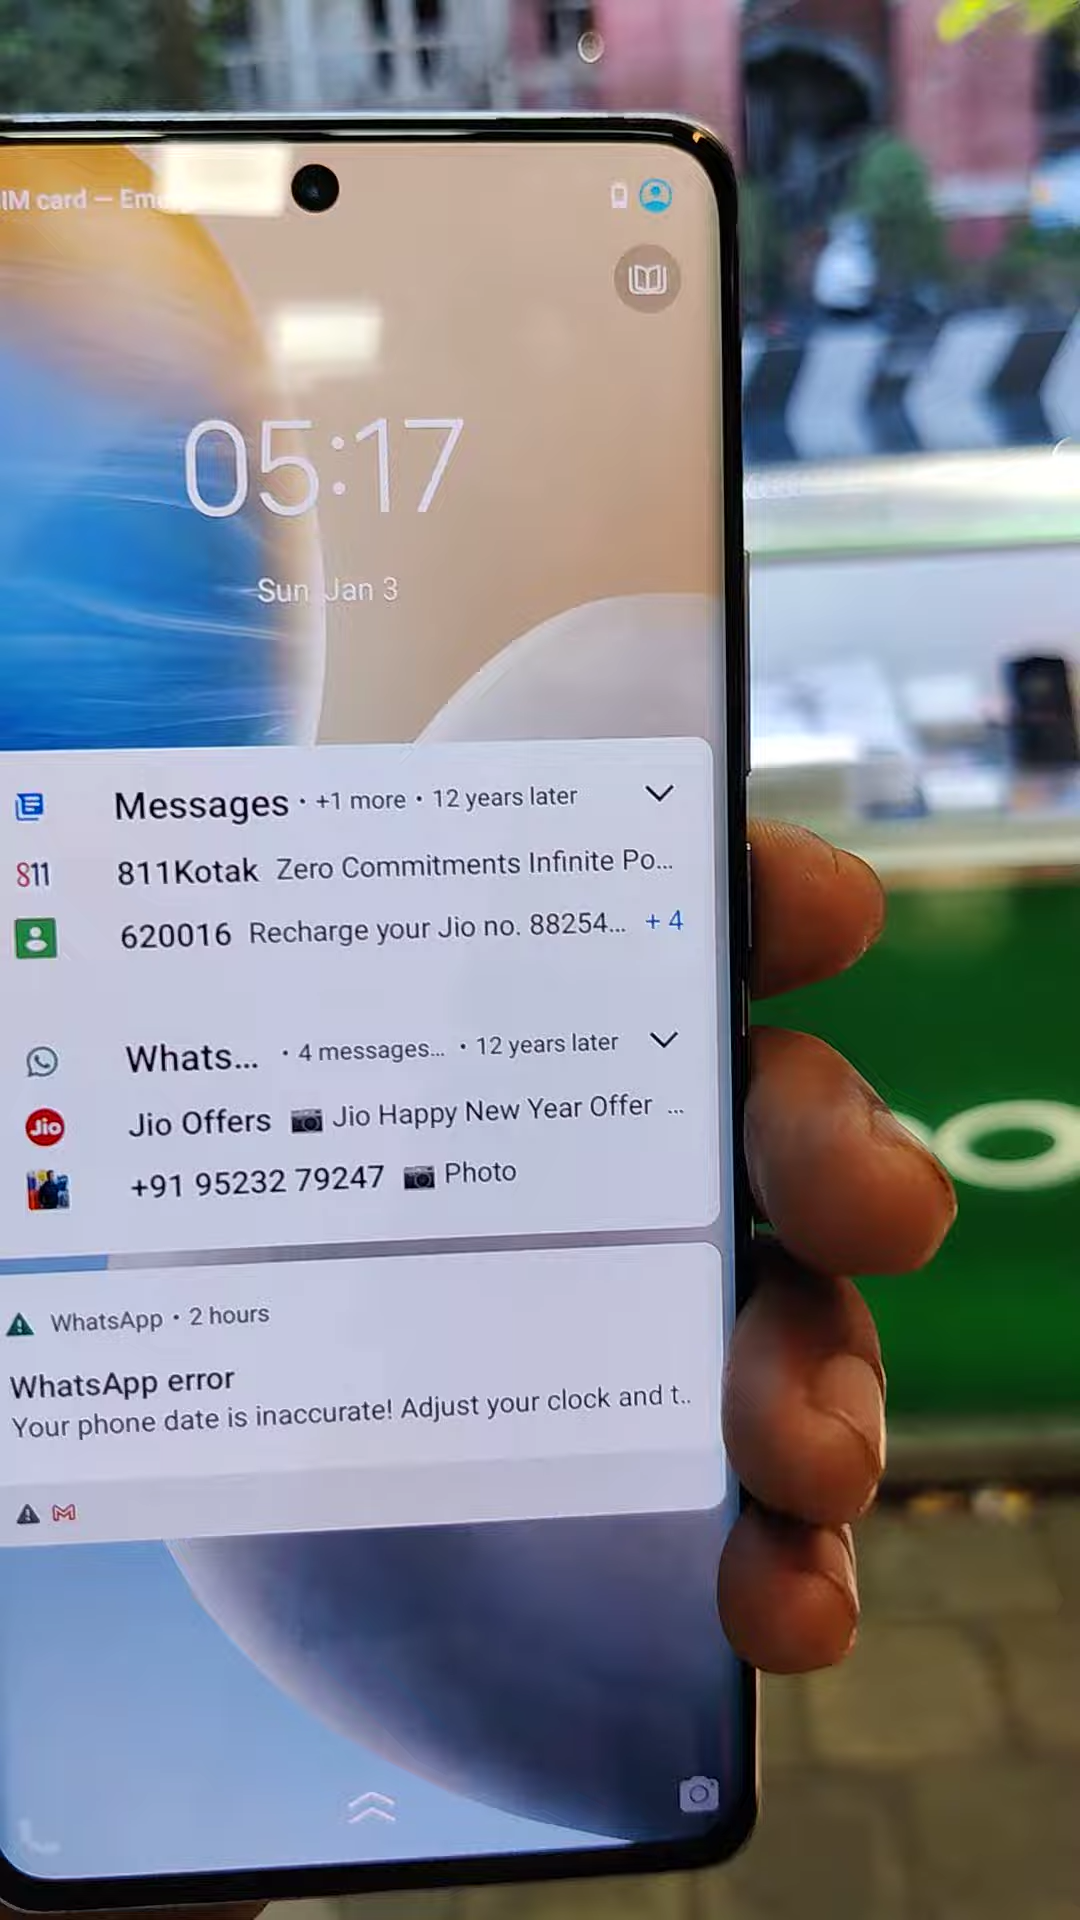 IM card — Eme
05:17
Sun, Jan 3
Messages · +1 more · 12 years later
811 811Kotak Zero Commitments Infinite Po...
620016 Recharge your Jio no. 88254... + 4
Whats... · 4 messages... · 12 years later
Jio Jio Offers Jio Happy New Year Offer ...
+91 95232 79247 Photo
WhatsApp · 2 hours
WhatsApp error
Your phone date is inaccurate! Adjust your clock and t..